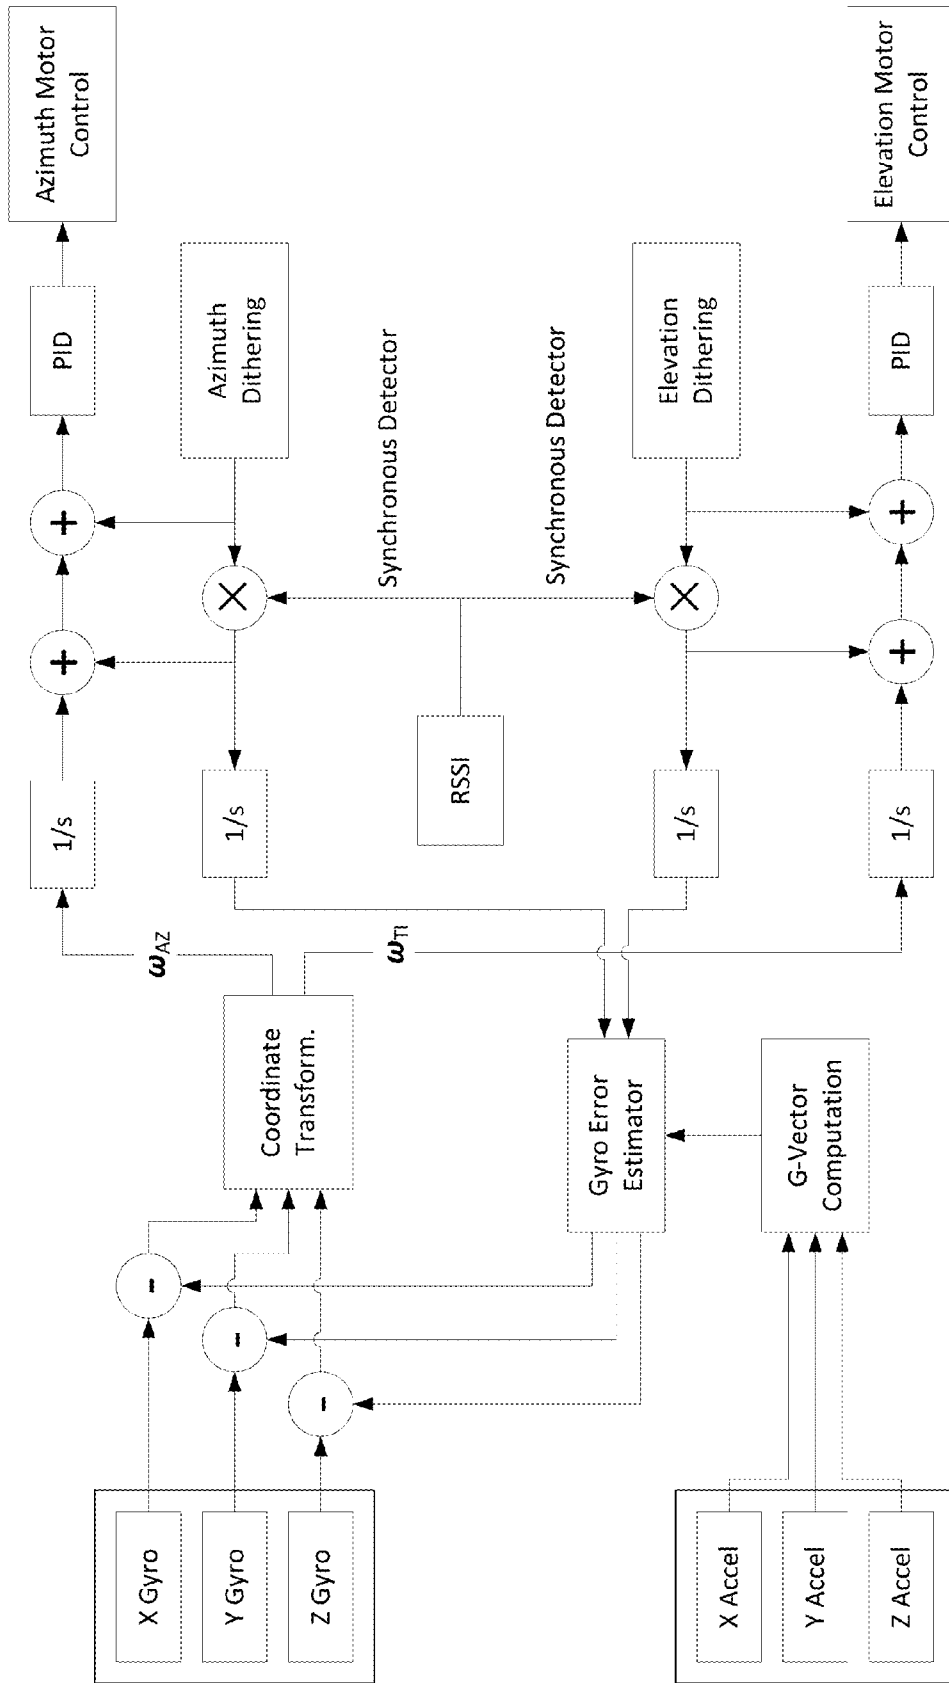 X Gyro
Y Gyro
Z Gyro
X Accel
Y Accel
Z Accel
-
-
-
Coordinate
Transform.
Gyro Error
Estimator
G-Vector
Computation
ωAZ
ωTI
1/s
1/s
1/s
1/s
RSSI
+
+
×
Synchronous Detector
Synchronous Detector
×
+
+
Azimuth
Dithering
Elevation
Dithering
PID
PID
Azimuth Motor
Control
Elevation Motor
Control